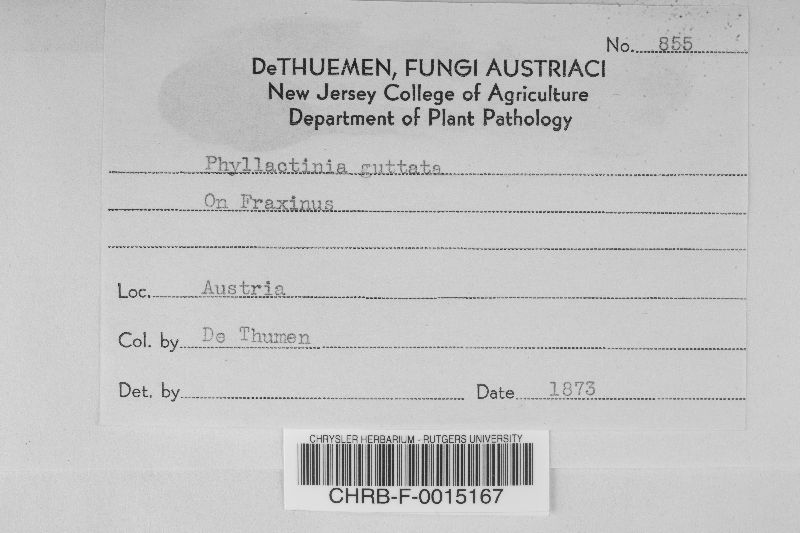 No. 855
DeTHUEMEN, FUNGI AUSTRIACI
New Jersey College of Agriculture
Department of Plant Pathology
Phyllactinia guttata
On Fraxinus
Loc. Austria
Col. by De Thumen
Det. by Date 1873
CHRYSLER HERBARIUM - RUTGERS UNIVERSITY
CHRB-F-0015167